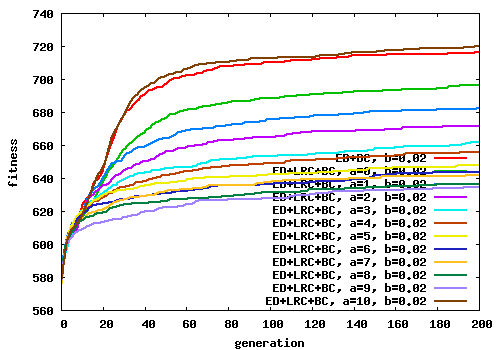 740
720
700
680
660
640
620
600
580
560
fitness
ED+BC, b=0.02
ED+LRC+BC, a=0, b=0.02
ED+LRC+BC, a=1, b=0.02
ED+LRC+BC, a=2, b=0.02
ED+LRC+BC, a=3, b=0.02
ED+LRC+BC, a=4, b=0.02
ED+LRC+BC, a=5, b=0.02
ED+LRC+BC, a=6, b=0.02
ED+LRC+BC, a=7, b=0.02
ED+LRC+BC, a=8, b=0.02
ED+LRC+BC, a=9, b=0.02
ED+LRC+BC, a=10, b=0.02
0 20 40 60 80 100 120 140 160 180 200
generation